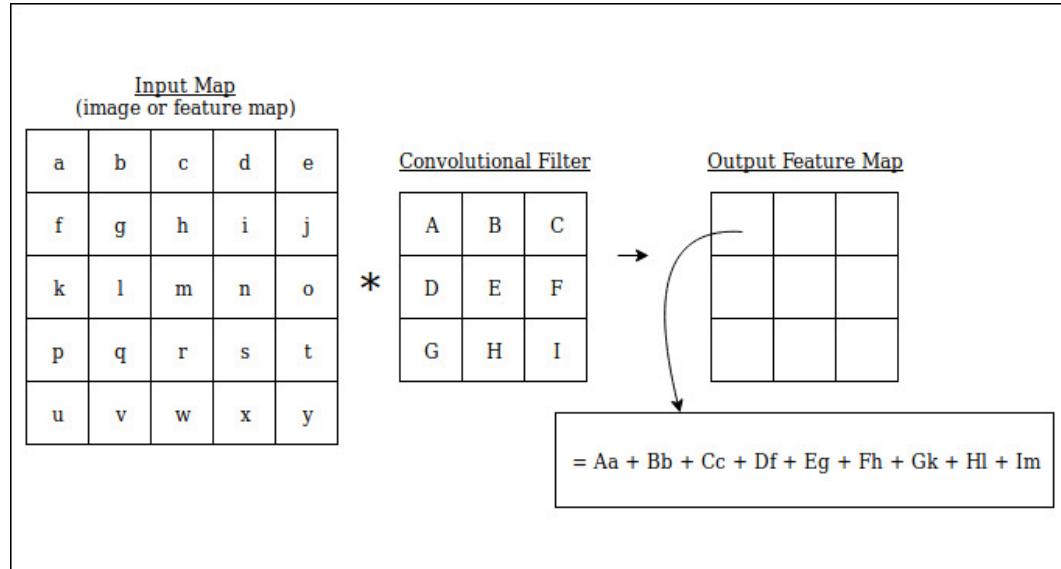 Input Map
(image or feature map)
a b c d e
f g h i j
k l m n o
p q r s t
u v w x y
*
Convolutional Filter
A B C
D E F
G H I
Output Feature Map
= Aa + Bb + Cc + Df + Eg + Fh + Gk + Hl + Im